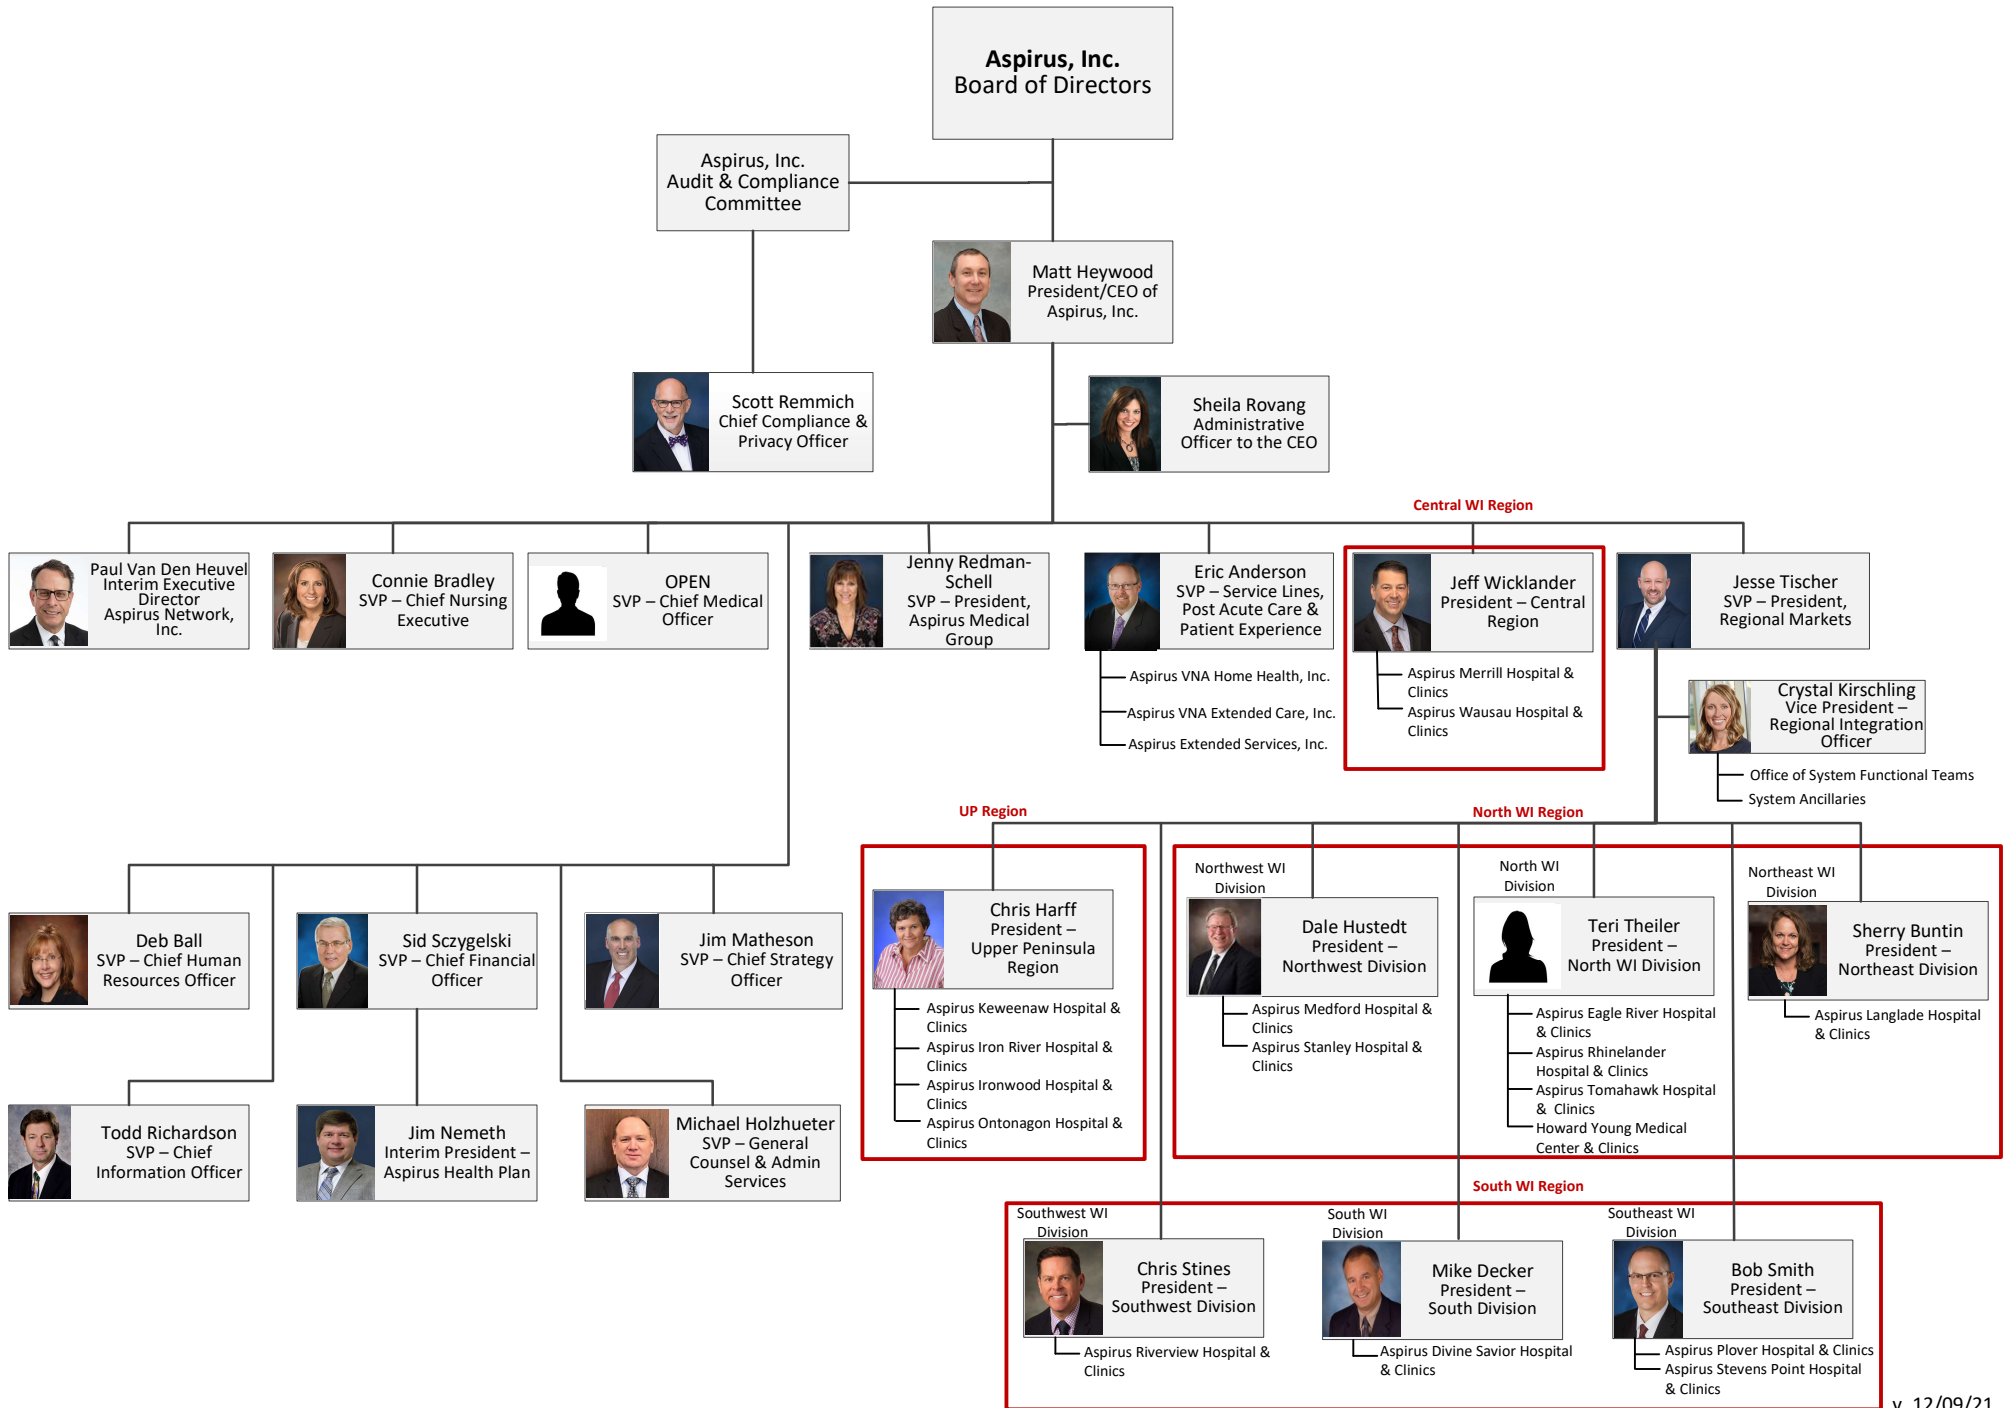 Aspirus, Inc.
Board of Directors
Aspirus, Inc.
Audit & Compliance
Committee
Matt Heywood
President/CEO of
Aspirus, Inc.
Scott Remmich
Chief Compliance &
Privacy Officer
Sheila Rovang
Administrative
Officer to the CEO
Central WI Region
Paul Van Den Heuvel
Interim Executive
Director
Aspirus Network,
Inc.
Connie Bradley
SVP – Chief Nursing
Executive
OPEN
SVP – Chief Medical
Officer
Jenny Redman-
Schell
SVP – President,
Aspirus Medical
Group
Eric Anderson
SVP – Service Lines,
Post Acute Care &
Patient Experience
Aspirus VNA Home Health, Inc.
Aspirus VNA Extended Care, Inc.
Aspirus Extended Services, Inc.
Jeff Wicklander
President – Central
Region
Aspirus Merrill Hospital &
Clinics
Aspirus Wausau Hospital &
Clinics
Jesse Tischer
SVP – President,
Regional Markets
Crystal Kirschling
Vice President –
Regional Integration
Officer
Office of System Functional Teams
System Ancillaries
UP Region
North WI Region
Deb Ball
SVP – Chief Human
Resources Officer
Sid Sczygelski
SVP – Chief Financial
Officer
Jim Matheson
SVP – Chief Strategy
Officer
Chris Harff
President –
Upper Peninsula
Region
Aspirus Keweenaw Hospital &
Clinics
Aspirus Iron River Hospital &
Clinics
Aspirus Ironwood Hospital &
Clinics
Aspirus Ontonagon Hospital &
Clinics
Northwest WI
Division
Dale Hustedt
President –
Northwest Division
Aspirus Medford Hospital &
Clinics
Aspirus Stanley Hospital &
Clinics
North WI
Division
Teri Theiler
President –
North WI Division
Aspirus Eagle River Hospital
& Clinics
Aspirus Rhinelander
Hospital & Clinics
Aspirus Tomahawk Hospital
& Clinics
Howard Young Medical
Center & Clinics
Northeast WI
Division
Sherry Buntin
President –
Northeast Division
Aspirus Langlade Hospital
& Clinics
Todd Richardson
SVP – Chief
Information Officer
Jim Nemeth
Interim President –
Aspirus Health Plan
Michael Holzhueter
SVP – General
Counsel & Admin
Services
South WI Region
Southwest WI
Division
Chris Stines
President –
Southwest Division
Aspirus Riverview Hospital &
Clinics
South WI
Division
Mike Decker
President –
South Division
Aspirus Divine Savior Hospital
& Clinics
Southeast WI
Division
Bob Smith
President –
Southeast Division
Aspirus Plover Hospital & Clinics
Aspirus Stevens Point Hospital
& Clinics
v. 12/09/21